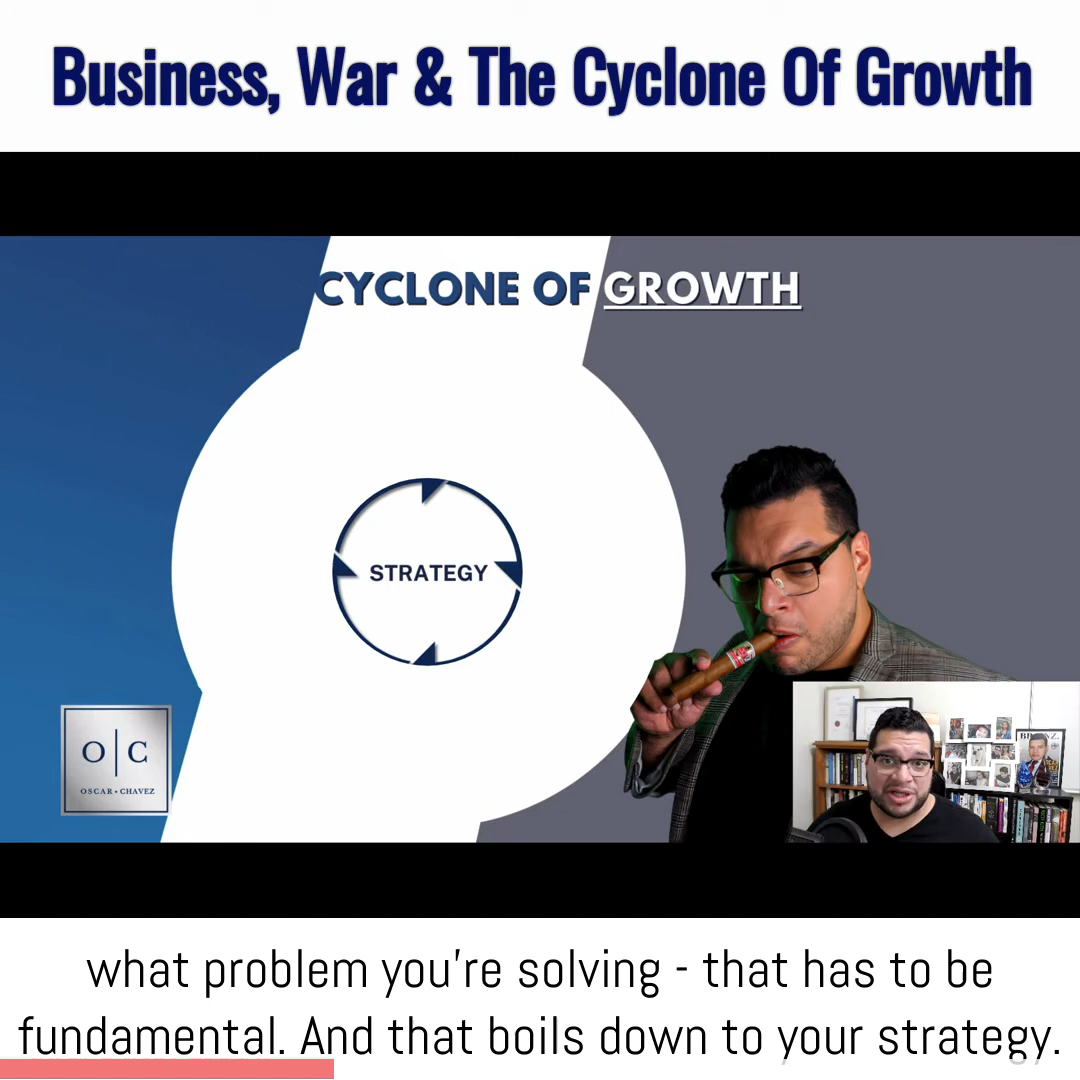 Business, War & The Cyclone Of Growth
CYCLONE OF GROWTH
STRATEGY
O|C
OSCAR • CHAVEZ
what problem you're solving - that has to be
fundamental. And that boils down to your strategy.